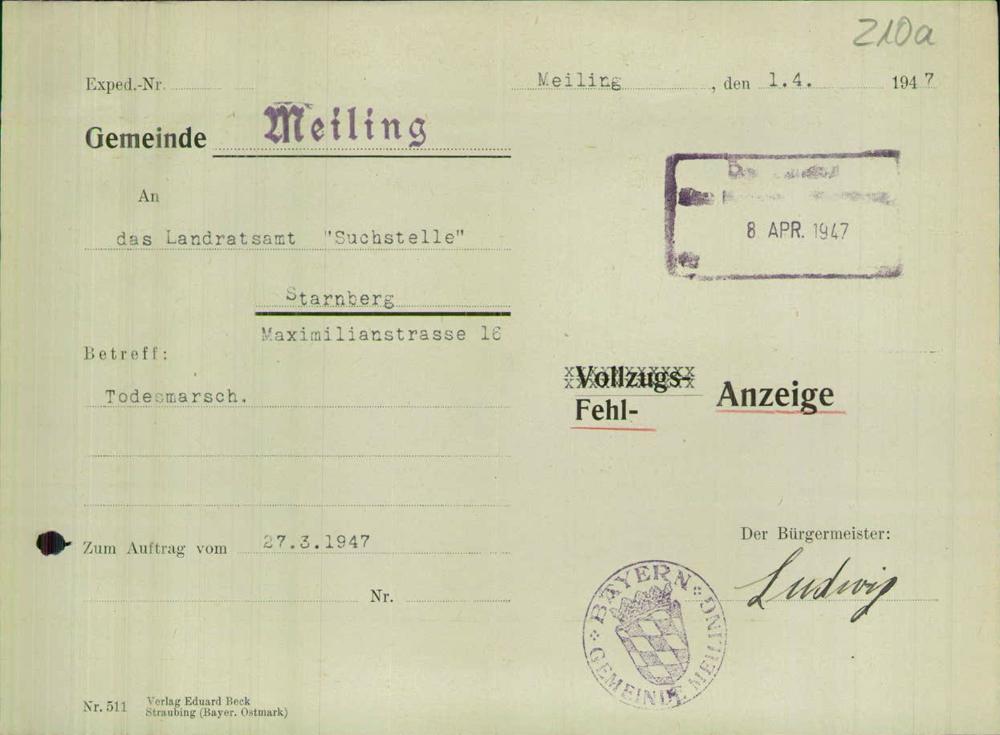 210a
Exped.-Nr.
Meiling, den 1.4. 1947
Gemeinde Meiling
An
das Landratsamt "Suchstelle"
8 APR. 1947
Starnberg
Maximilianstrasse 16
Betreff:
Vollzugs-
Todesmarsch.
Fehl- Anzeige
Der Bürgermeister:
Zum Auftrag vom 27.3.1947
Ludwig
Nr.
BAYERN
GEMEINDE MEILING
Nr. 511 Verlag Eduard Beck
Straubing (Bayer. Ostmark)